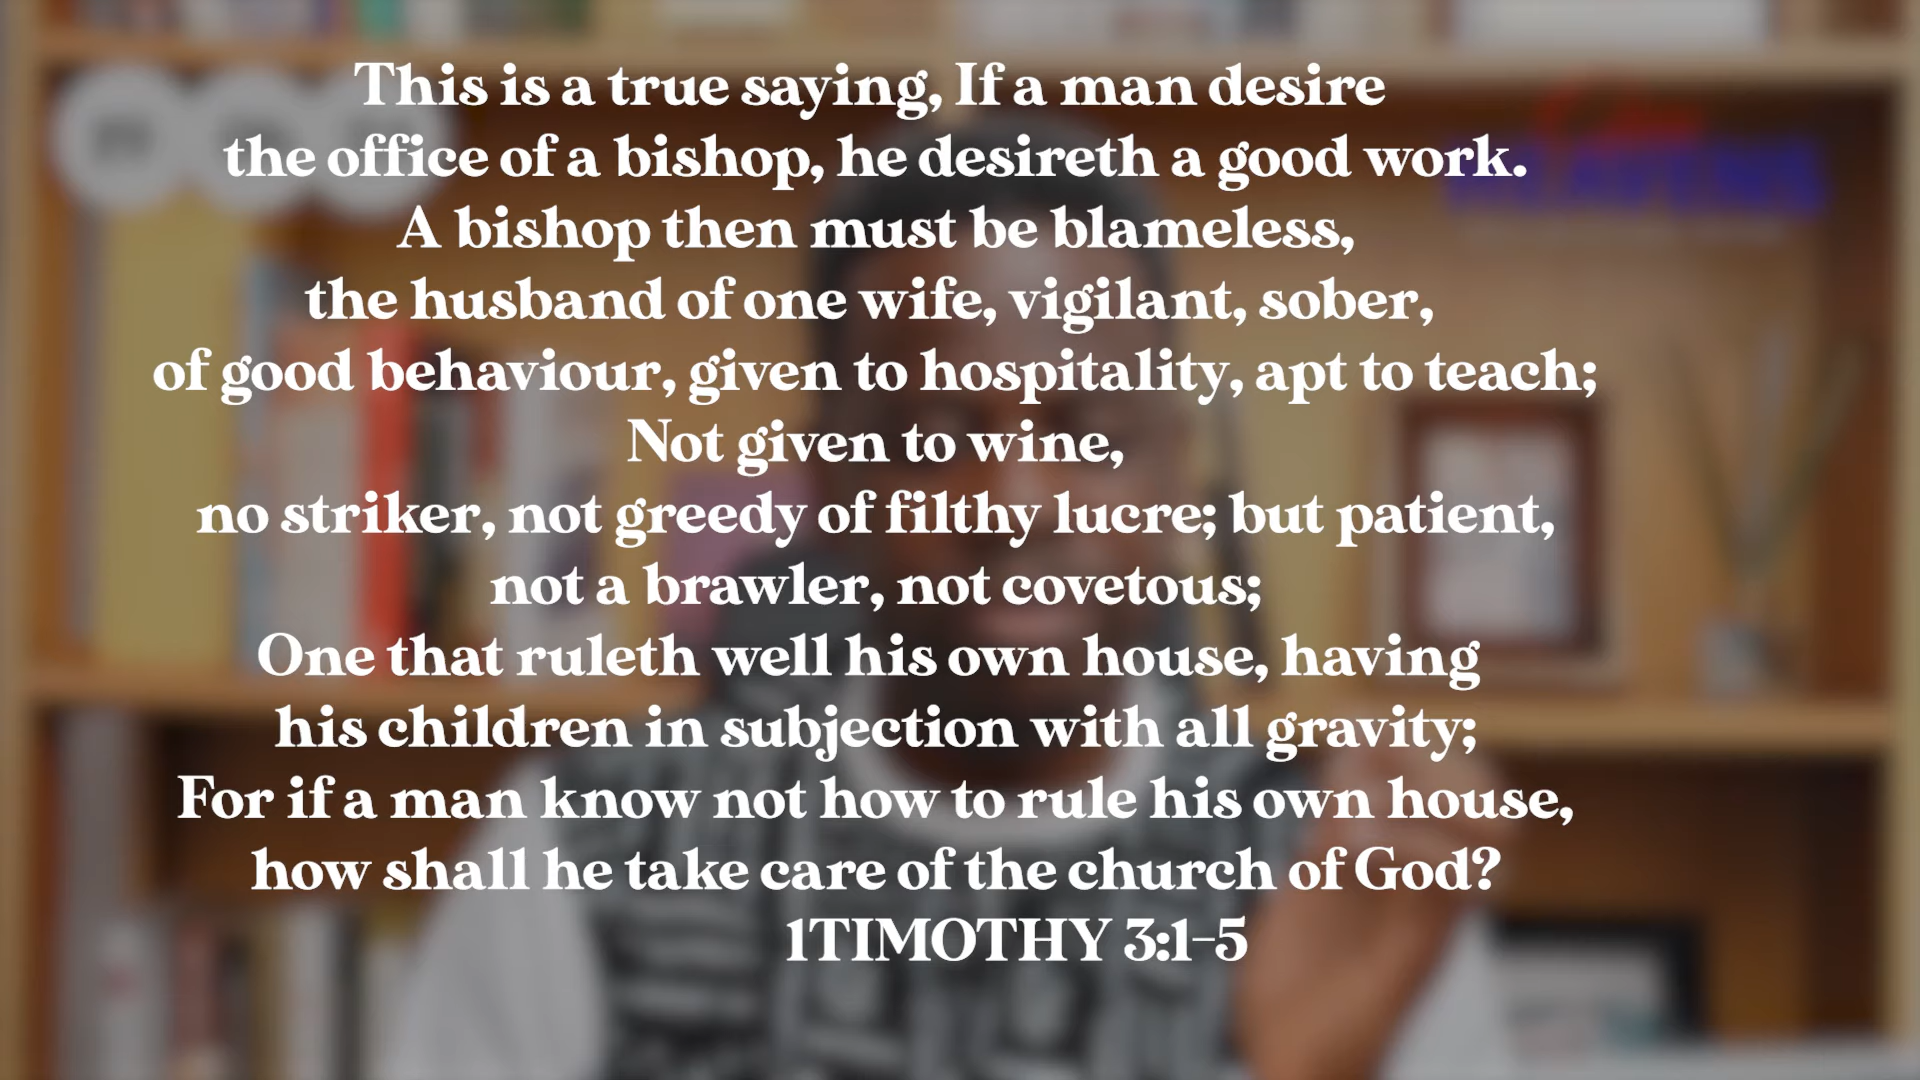 This is a true saying, If a man desire
the office of a bishop, he desireth a good work.
A bishop then must be blameless,
the husband of one wife, vigilant, sober,
of good behaviour, given to hospitality, apt to teach;
Not given to wine,
no striker, not greedy of filthy lucre; but patient,
not a brawler, not covetous;
One that ruleth well his own house, having
his children in subjection with all gravity;
For if a man know not how to rule his own house,
how shall he take care of the church of God?
1TIMOTHY 3:1-5